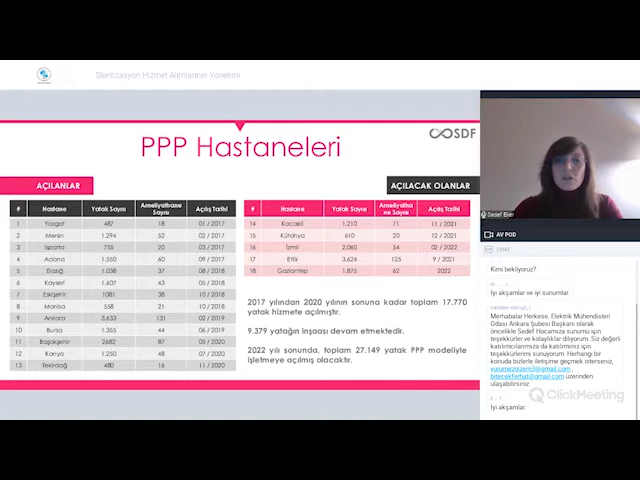 Sterilizasyon Hizmet Alımlarının Yönetimi
SDF
PPP Hastaneleri
AÇILANLAR
AÇILACAK OLANLAR
# Hastane Yatak Sayısı Ameliyathane Sayısı Açılış Tarihi
1 Yozgat 487 18 01 / 2017
2 Mersin 1.294 52 02 / 2017
3 Isparta 755 20 03 / 2017
4 Adana 1.550 60 09 / 2017
5 Elazığ 1.038 37 08 / 2018
6 Kayseri 1.607 43 05 / 2018
7 Eskişehir 1081 38 10 / 2018
8 Manisa 558 21 10 / 2018
9 Ankara 3.633 131 02 / 2019
10 Bursa 1.355 44 06 / 2019
11 Başakşehir 2682 87 05 / 2020
12 Konya 1.250 48 07 / 2020
13 Tekirdağ 480 16 11 / 2020
# Hastane Yatak Sayısı Ameliyathane Sayısı Açılış Tarihi
14 Kocaeli 1.210 71 11 / 2021
15 Kütahya 610 20 12 / 2021
16 İzmir 2.060 54 02 / 2022
17 Etlik 3.624 125 9 / 2021
18 Gaziantep 1.875 62 2022
2017 yılından 2020 yılının sonuna kadar toplam 17.770
yatak hizmete açılmıştır.
9.379 yatağın inşaası devam etmektedir.
2022 yılı sonunda, toplam 27.149 yatak PPP modeliyle
işletmeye açılmış olacaktır.
Sedef Eker
AV POD
CHAT
Kimi bekliyoruz?
İyi akşamlar ve iyi sunumlar
Merhabalar Herkese, Elektrik Mühendisleri
Odası Ankara Şubesi Başkanı olarak
öncelikle Sedef Hocamıza sunumu için
teşekkürler ve kolaylıklar diliyorum. Siz değerli
katılımcılarımıza da katılımınız için
teşekkürlerimi sunuyorum. Herhangi bir
konuda bizlerle iletişime geçmek isterseniz,
yurumezgizem3@gmail.com ,
bitecekferhat@gmail.com üzerinden
ulaşabilirsiniz.
İyi akşamlar
ClickMeeting